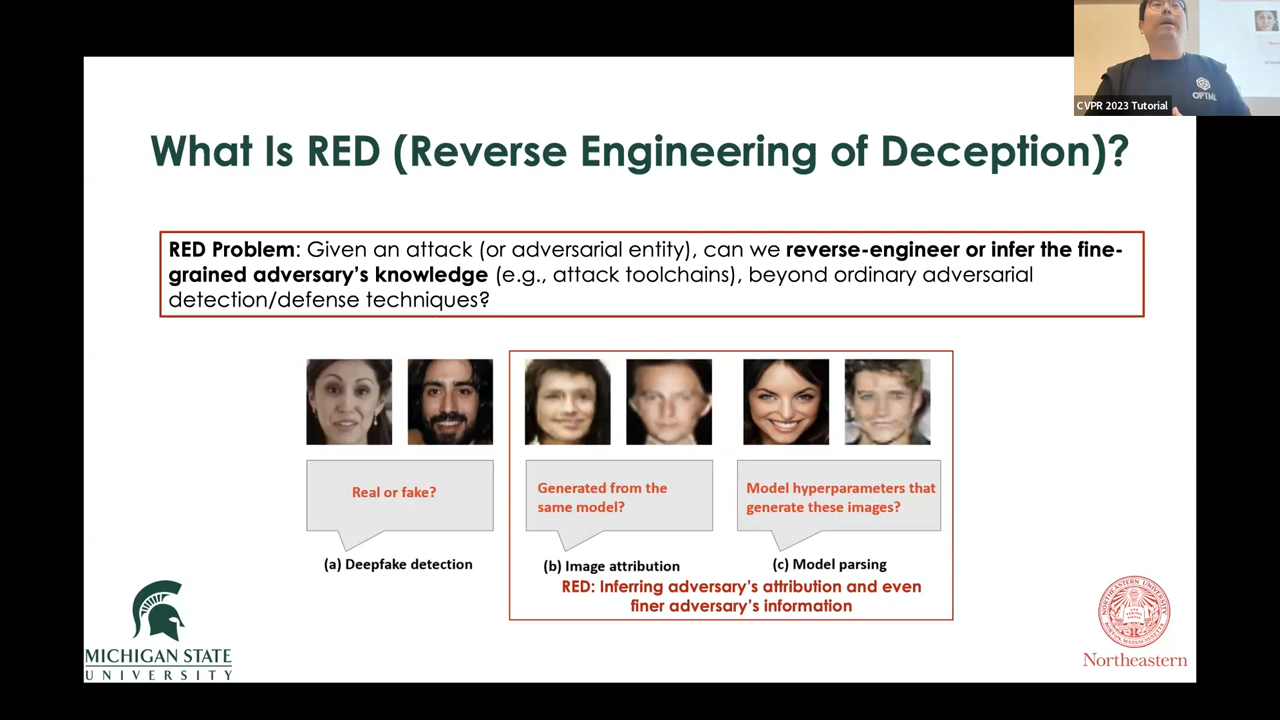 OPTML
CVPR 2023 Tutorial
What Is RED (Reverse Engineering of Deception)?
RED Problem: Given an attack (or adversarial entity), can we reverse-engineer or infer the fine-
grained adversary's knowledge (e.g., attack toolchains), beyond ordinary adversarial
detection/defense techniques?
Real or fake?
Generated from the
same model?
Model hyperparameters that
generate these images?
(a) Deepfake detection
(b) Image attribution
(c) Model parsing
RED: Inferring adversary's attribution and even
finer adversary's information
MICHIGAN STATE
UNIVERSITY
Northeastern